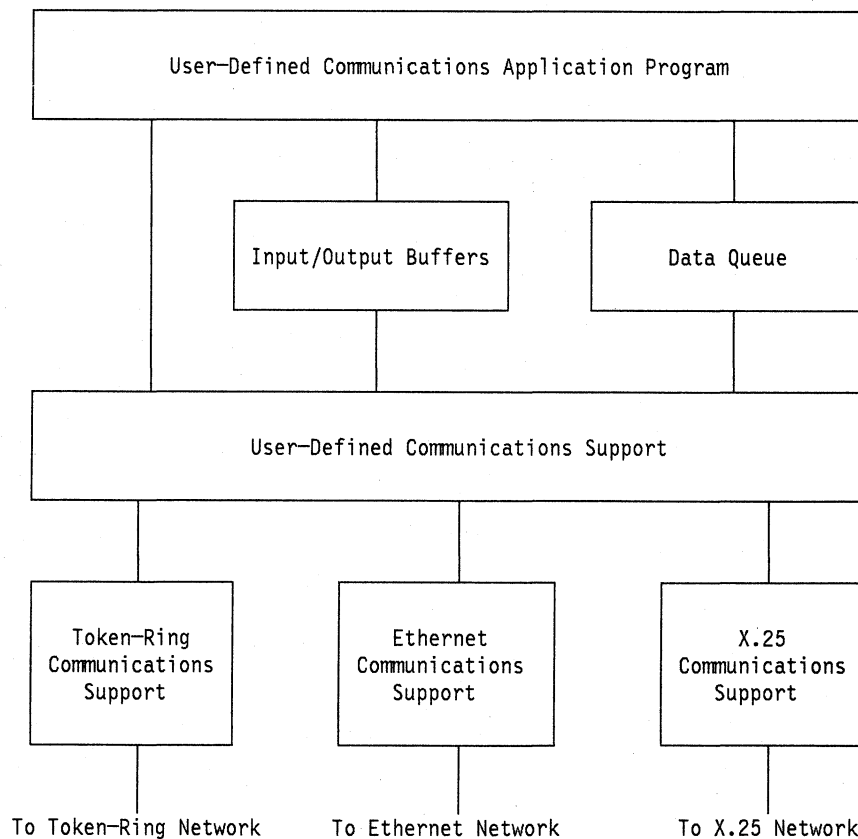 User-Defined Communications Application Program
Input/Output Buffers
Data Queue
User-Defined Communications Support
Token-Ring
Communications
Support
Ethernet
Communications
Support
X.25
Communications
Support
To Token-Ring Network
To Ethernet Network
To X.25 Network